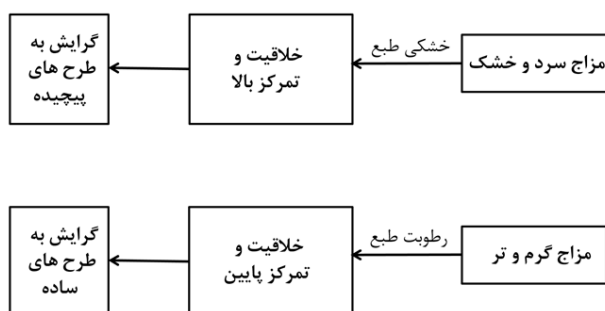 مزاج سرد و خشک
خشکی طبع
خلاقیت و
تمرکز بالا
گرایش به
طرح های
پیچیده
مزاج گرم و تر
رطوبت طبع
خلاقیت و
تمرکز پایین
گرایش به
طرح های
ساده